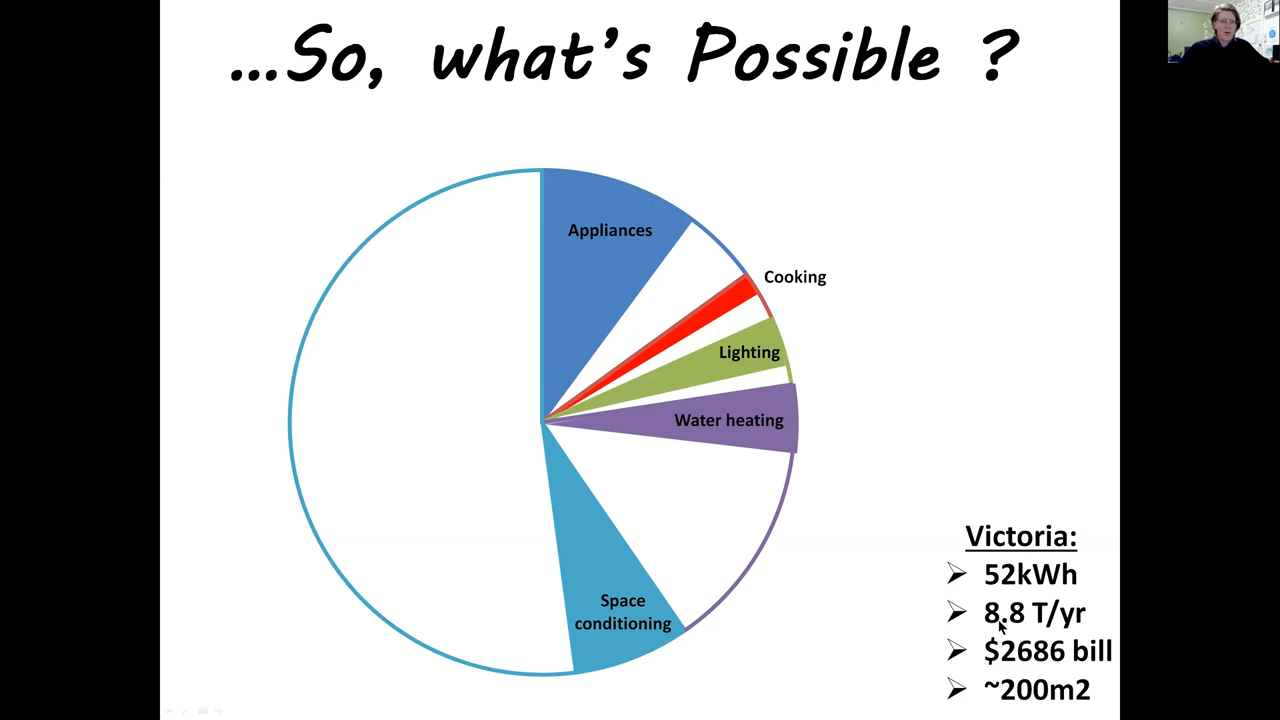 ...So, what's Possible ?
Appliances
Cooking
Lighting
Water heating
Space
conditioning
Victoria:
➢ 52kWh
➢ 8.8 T/yr
➢ $2686 bill
➢ ~200m2